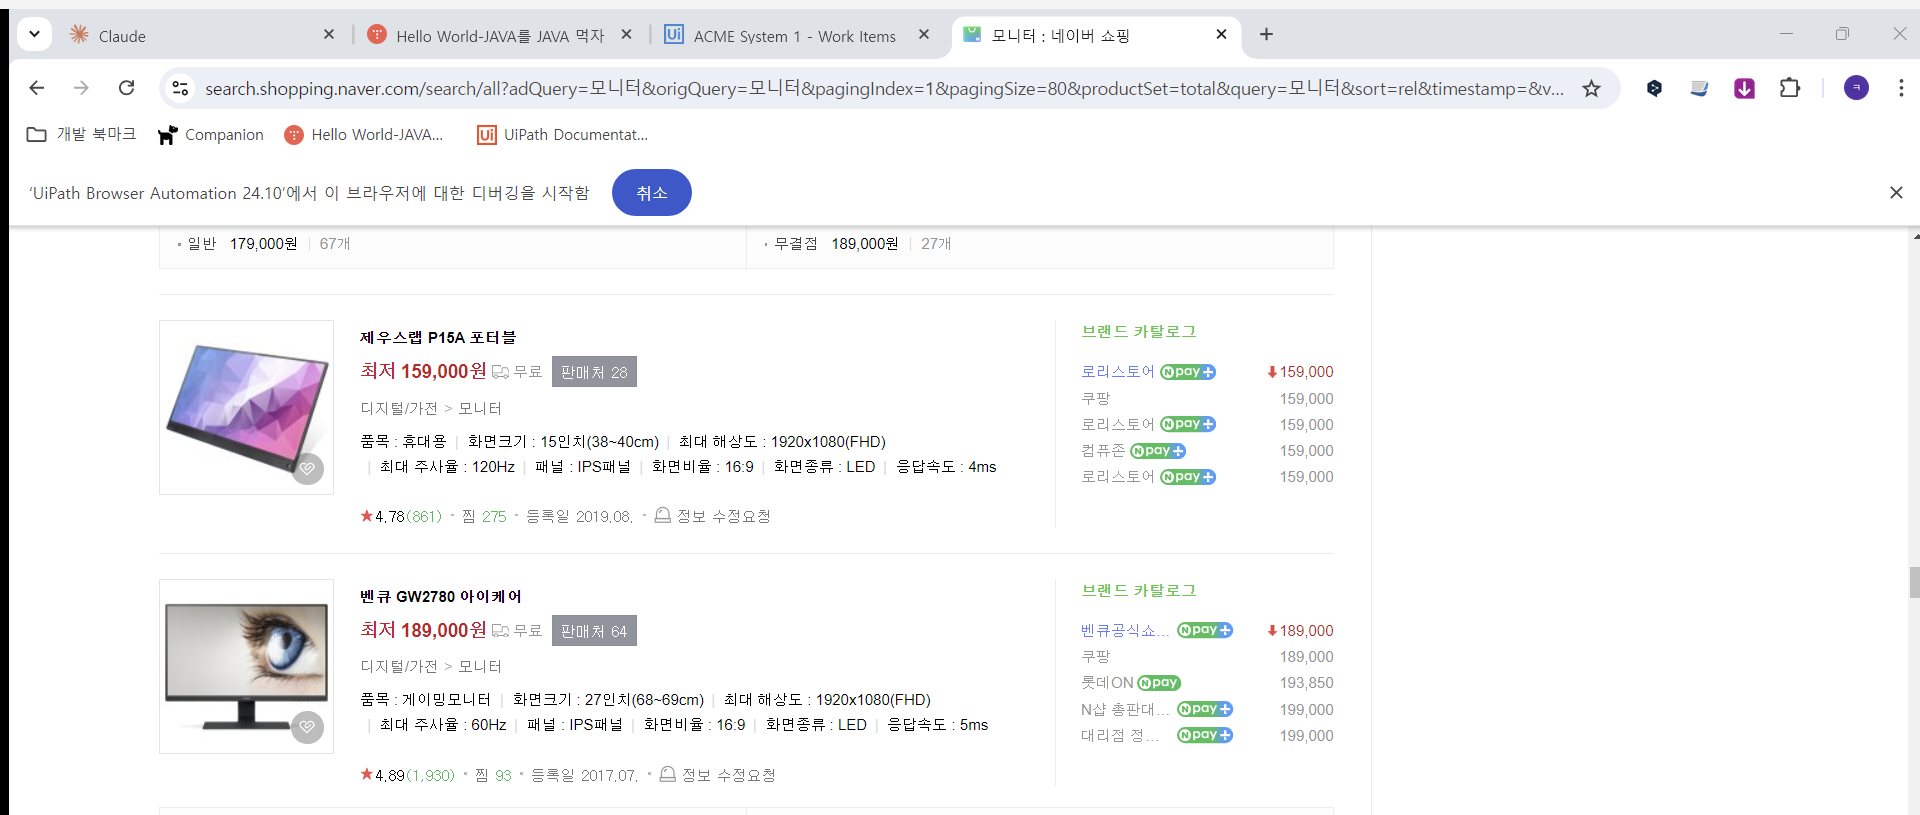 Claude
Hello World-JAVA를 JAVA 먹자
ACME System 1 - Work Items
모니터 : 네이버 쇼핑
search.shopping.naver.com/search/all?adQuery=모니터&origQuery=모니터&pagingIndex=1&pagingSize=80&productSet=total&query=모니터&sort=rel&timestamp=&v...
ㅋ
개발 북마크
Companion
Hello World-JAVA...
UiPath Documentat...
'UiPath Browser Automation 24.10'에서 이 브라우저에 대한 디버깅을 시작함
취소
· 일반 179,000원 | 67개
· 무결점 189,000원 | 27개
제우스랩 P15A 포터블
최저 159,000원 무료 판매처 28
디지털/가전 > 모니터
품목 : 휴대용 | 화면크기 : 15인치(38~40cm) | 최대 해상도 : 1920x1080(FHD)
| 최대 주사율 : 120Hz | 패널 : IPS패널 | 화면비율 : 16:9 | 화면종류 : LED | 응답속도 : 4ms
★4.78(861) · 찜 275 · 등록일 2019.08. · 정보 수정요청
브랜드 카탈로그
로리스토어 N pay + 159,000
쿠팡 159,000
로리스토어 N pay + 159,000
컴퓨존 N pay + 159,000
로리스토어 N pay + 159,000
벤큐 GW2780 아이케어
최저 189,000원 무료 판매처 64
디지털/가전 > 모니터
품목 : 게이밍모니터 | 화면크기 : 27인치(68~69cm) | 최대 해상도 : 1920x1080(FHD)
| 최대 주사율 : 60Hz | 패널 : IPS패널 | 화면비율 : 16:9 | 화면종류 : LED | 응답속도 : 5ms
★4.89(1,930) · 찜 93 · 등록일 2017.07. · 정보 수정요청
브랜드 카탈로그
벤큐공식쇼... N pay + 189,000
쿠팡 189,000
롯데ON N pay 193,850
N샵 총판대... N pay + 199,000
대리점 정... N pay + 199,000